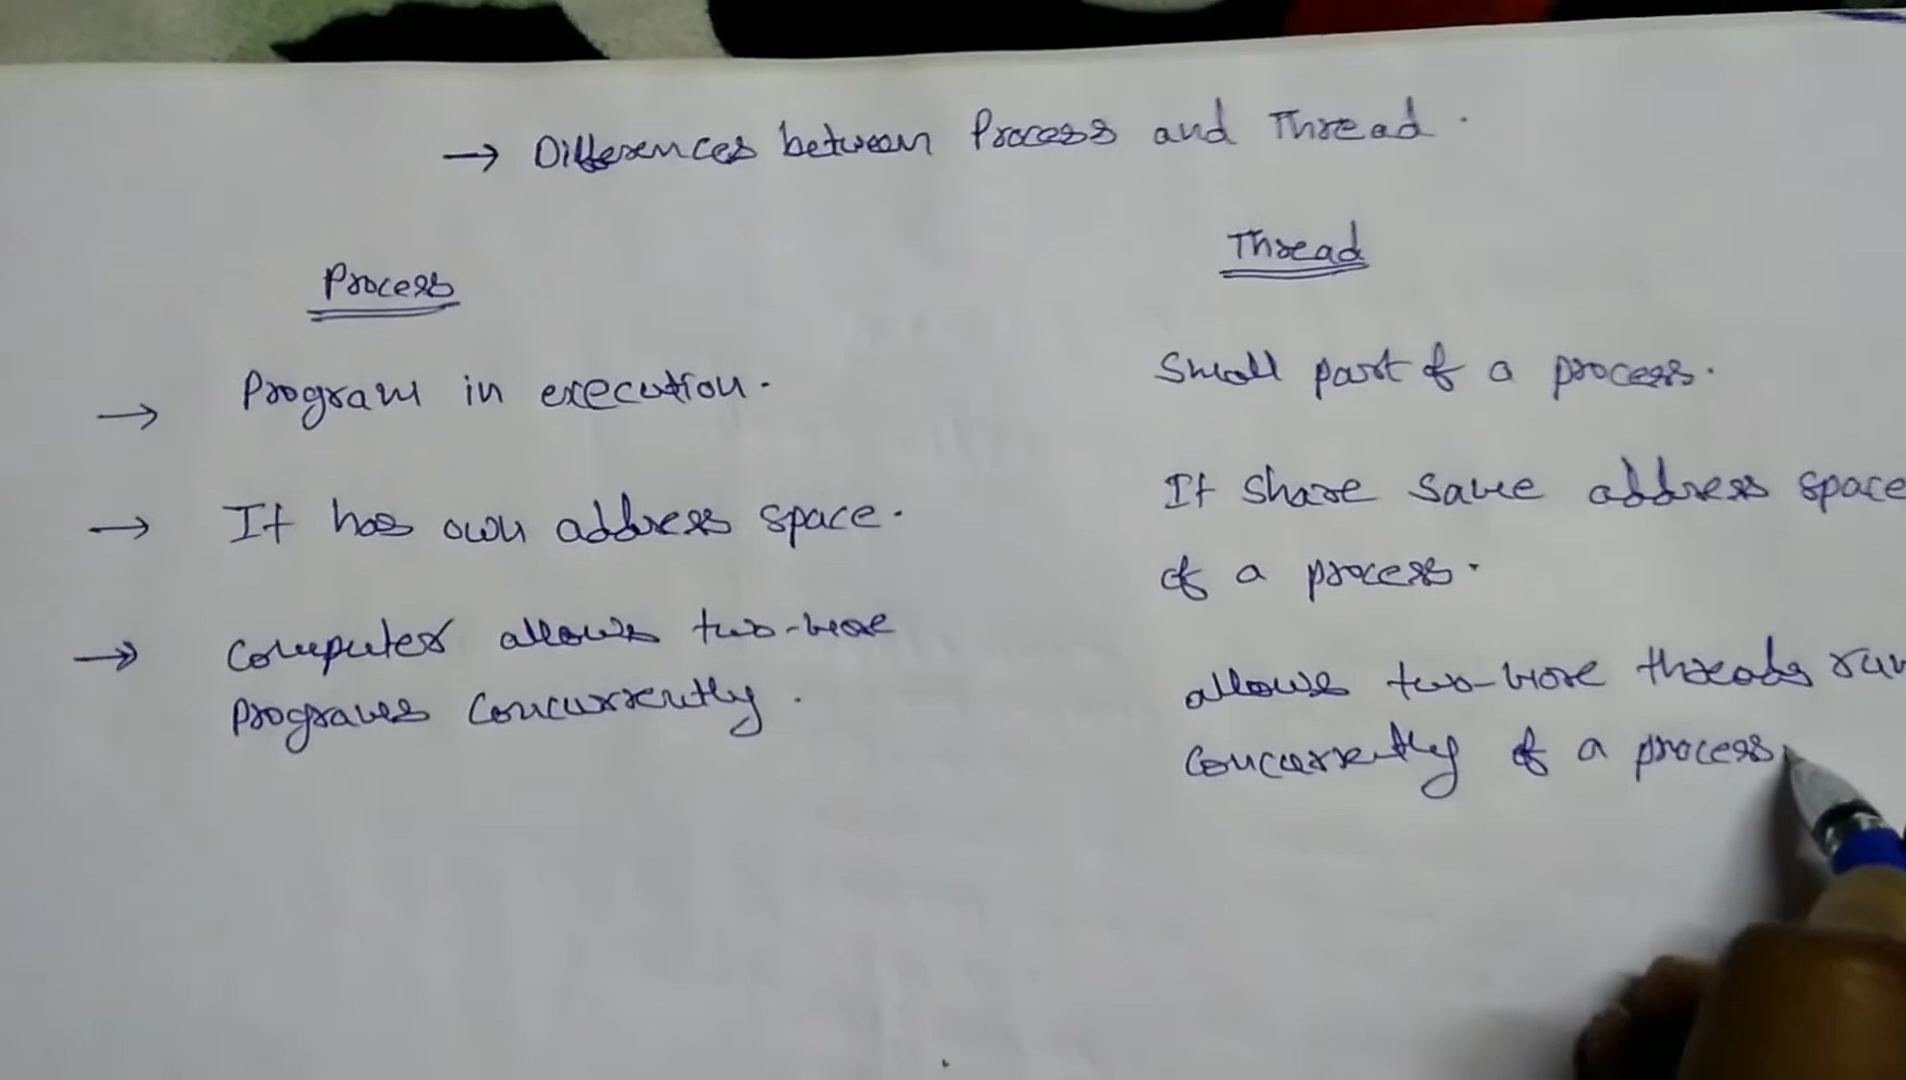 → Differences between Process and Thread.
Process
→ Program in execution.
→ It has own address space.
→ Computer allows two-more
programes concurrently.
Thread
Small part of a process.
It share same address space
of a process.
allows two-more threads run
concurrently of a process